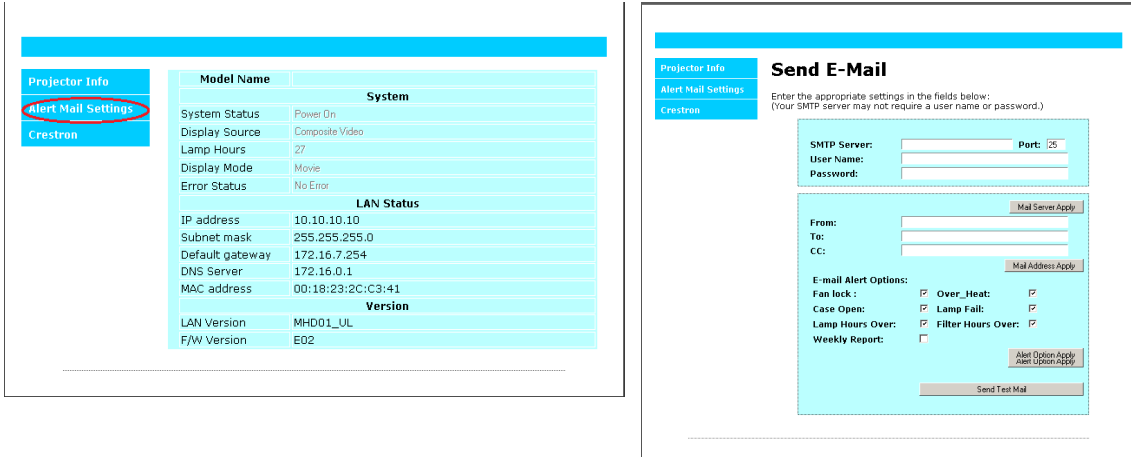 Projector Info
Alert Mail Settings
Crestron
Model Name
System
System Status Power On
Display Source Composite Video
Lamp Hours 27
Display Mode Movie
Error Status No Error
LAN Status
IP address 10.10.10.10
Subnet mask 255.255.255.0
Default gateway 172.16.7.254
DNS Server 172.16.0.1
MAC address 00:18:23:2C:C3:41
Version
LAN Version MHD01_UL
F/W Version E02
Projector Info
Alert Mail Settings
Crestron
Send E-Mail
Enter the appropriate settings in the fields below:
(Your SMTP server may not require a user name or password.)
SMTP Server: Port: 25
User Name:
Password:
Mail Server Apply
From:
To:
CC:
Mail Address Apply
E-mail Alert Options:
Fan lock : Over_Heat:
Case Open: Lamp Fail:
Lamp Hours Over: Filter Hours Over:
Weekly Report:
Alert Option Apply
Alert Option Apply
Send Test Mail